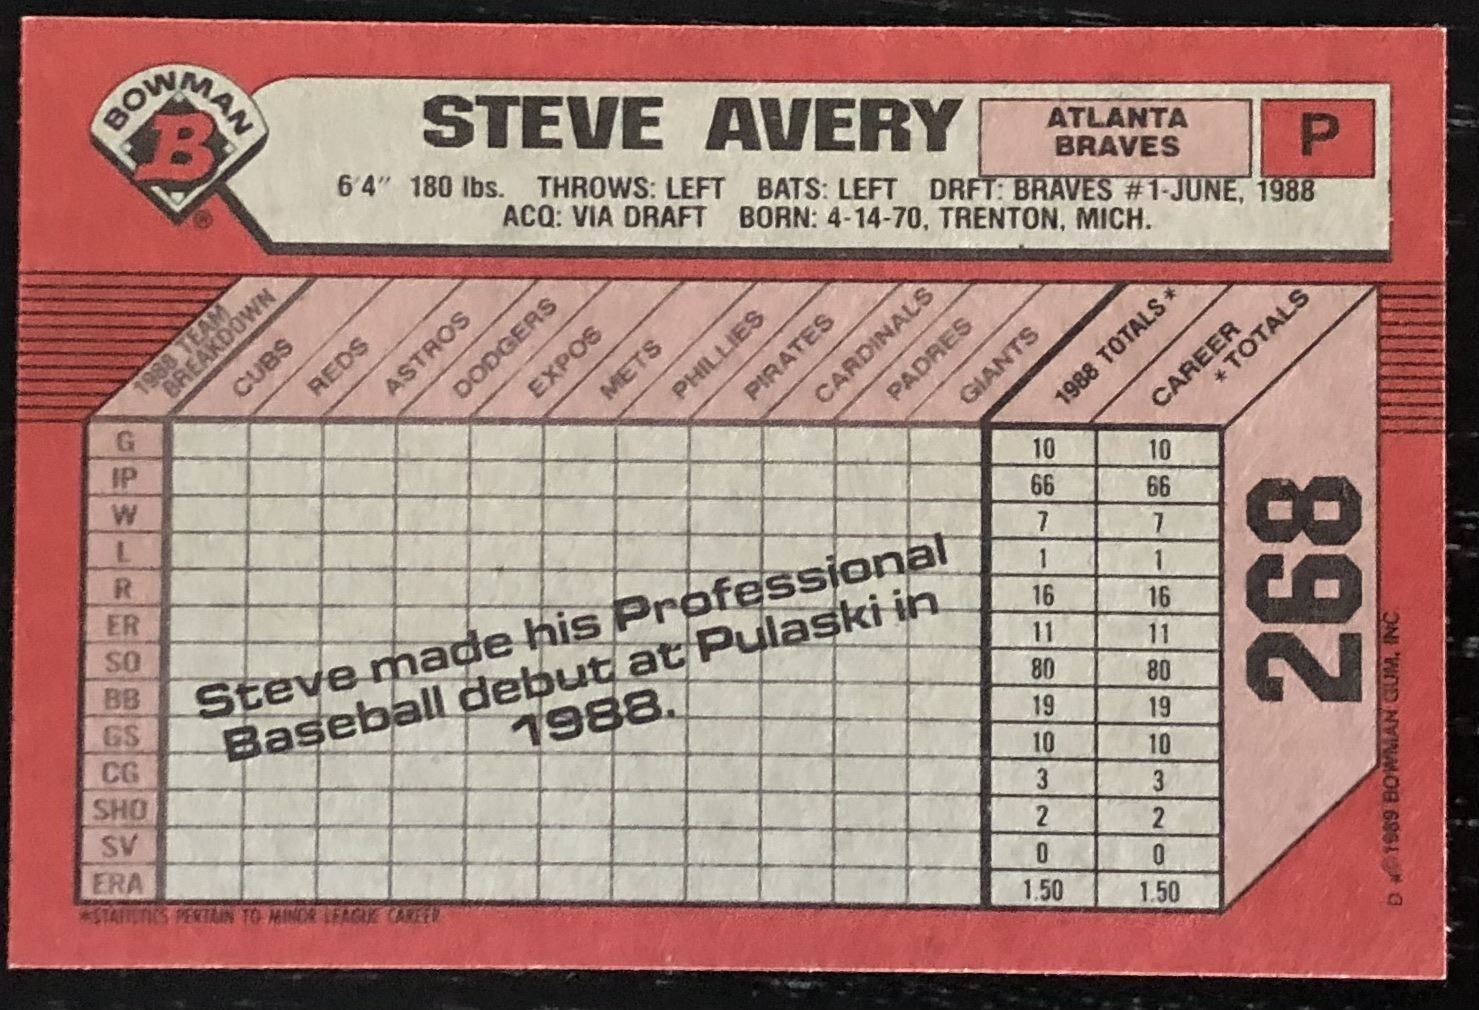 BOWMAN
B
STEVE AVERY
ATLANTA
BRAVES
P
6'4" 180 lbs. THROWS: LEFT BATS: LEFT DRFT: BRAVES #1-JUNE, 1988
ACQ: VIA DRAFT BORN: 4-14-70, TRENTON, MICH.
1988 TEAM
BREAKDOWN
CUBS
REDS
ASTROS
DODGERS
EXPOS
METS
PHILLIES
PIRATES
CARDINALS
PADRES
GIANTS
1988 TOTALS*
CAREER
*TOTALS
G 10 10
IP 66 66
W 7 7
L 1 1
R 16 16
ER 11 11
SO 80 80
BB 19 19
GS 10 10
CG 3 3
SHO 2 2
SV 0 0
ERA 1.50 1.50
Steve made his Professional
Baseball debut at Pulaski in
1988.
268
*STATISTICS PERTAIN TO MINOR LEAGUE CAREER
D *©1989 BOWMAN GUM, INC